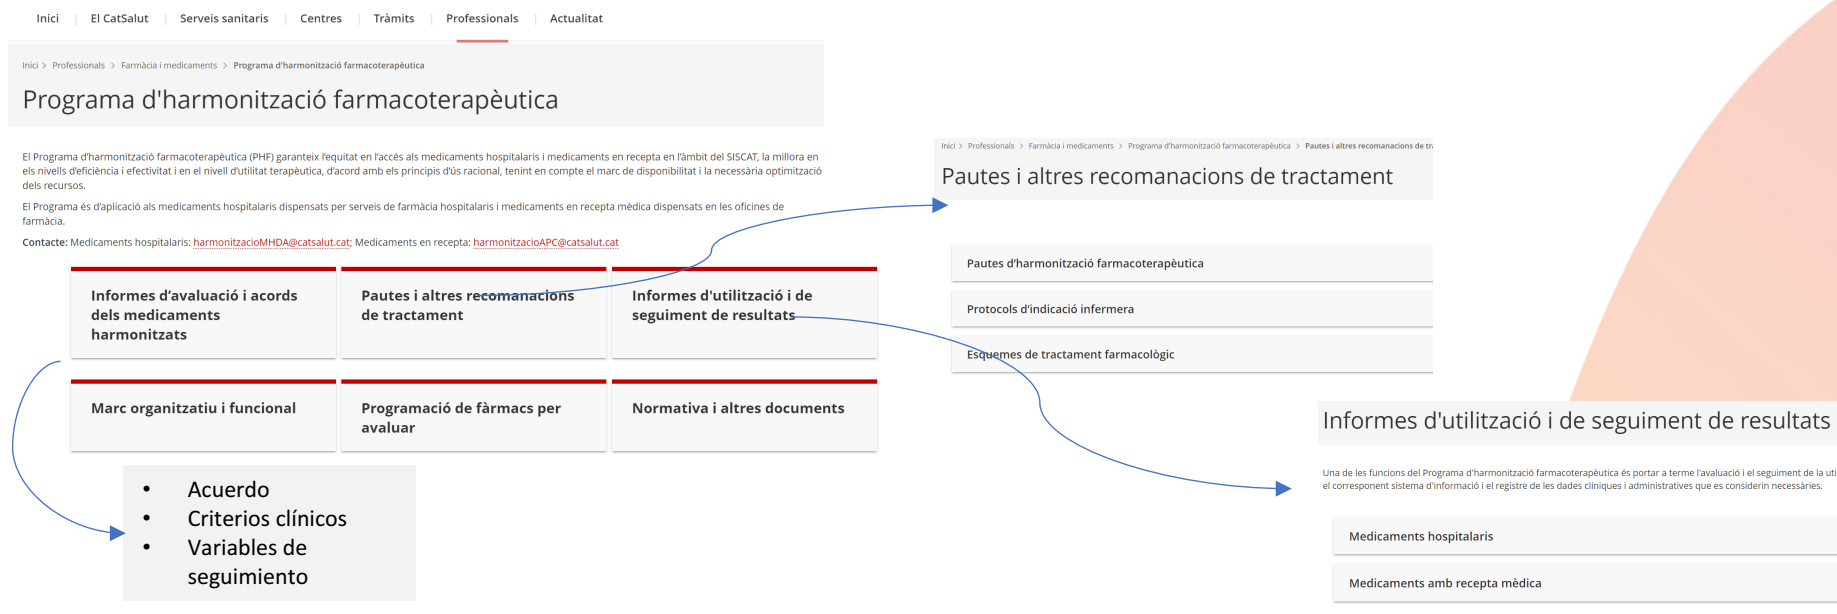 Inici
El CatSalut
Serveis sanitaris
Centres
Tràmits
Professionals
Actualitat
Inici > Professionals > Farmàcia i medicaments > Programa d'harmonització farmacoterapèutica
Programa d'harmonització farmacoterapèutica
El Programa d'harmonització farmacoterapèutica (PHF) garanteix l'equitat en l'accés als medicaments hospitalaris i medicaments en recepta en l'àmbit del SISCAT, la millora en
els nivells d'eficiència i efectivitat i en el nivell d'utilitat terapèutica, d'acord amb els principis d'ús racional, tenint en compte el marc de disponibilitat i la necessària optimització
dels recursos.
El Programa és d'aplicació als medicaments hospitalaris dispensats per serveis de farmàcia hospitalaris i medicaments en recepta mèdica dispensats en les oficines de
farmàcia.
Contacte: Medicaments hospitalaris: harmonitzacioMHDA@catsalut.cat; Medicaments en recepta: harmonitzacioAPC@catsalut.cat
Informes d'avaluació i acords
dels medicaments
harmonitzats
Pautes i altres recomanacions
de tractament
Informes d'utilització i de
seguiment de resultats
Marc organitzatiu i funcional
Programació de fàrmacs per
avaluar
Normativa i altres documents
• Acuerdo
• Criterios clínicos
• Variables de
seguimiento
Inici > Professionals > Farmàcia i medicaments > Programa d'harmonització farmacoterapèutica > Pautes i altres recomanacions de
Pautes i altres recomanacions de tractament
Pautes d'harmonització farmacoterapèutica
Protocols d'indicació infermera
Esquemes de tractament farmacològic
Informes d'utilització i de seguiment de resultats
Una de les funcions del Programa d'harmonització farmacoterapèutica és portar a terme l'avaluació i el seguiment de la
el corresponent sistema d'informació i el registre de les dades clíniques i administratives que es considerin necessàries.
Medicaments hospitalaris
Medicaments amb recepta mèdica